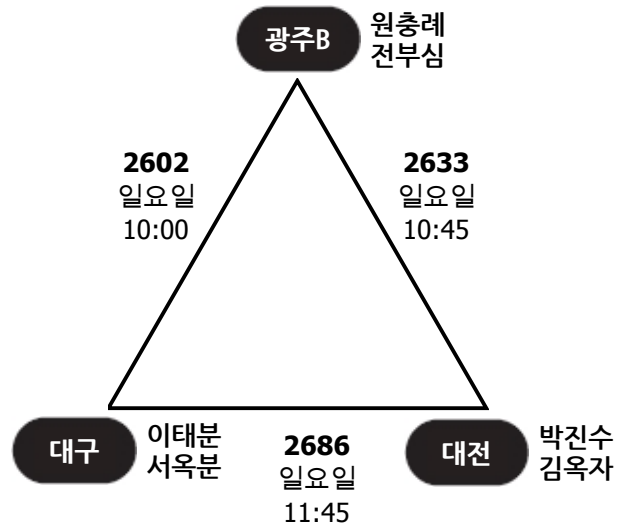 광주B
원충례
전부심
2602
일요일
10:00
2633
일요일
10:45
대구
이태분
서옥분
2686
일요일
11:45
대전
박진수
김옥자